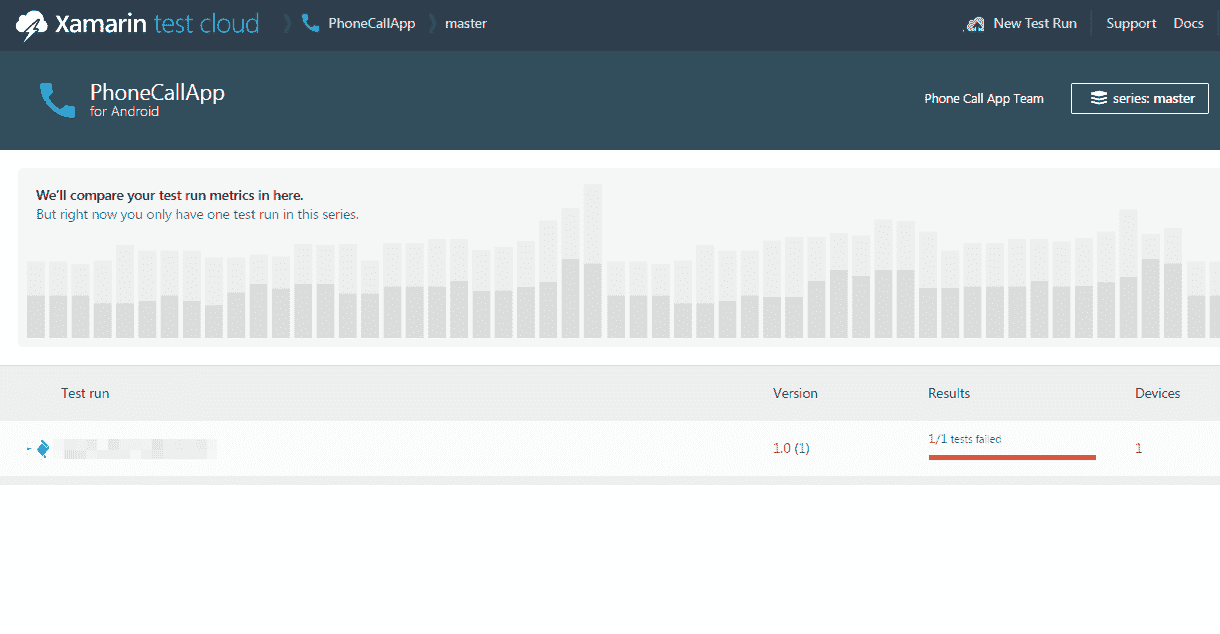 Xamarin test cloud PhoneCallApp master New Test Run Support Docs
PhoneCallApp
for Android
Phone Call App Team series: master
We'll compare your test run metrics in here.
But right now you only have one test run in this series.
Test run Version Results Devices
1.0 (1) 1/1 tests failed 1